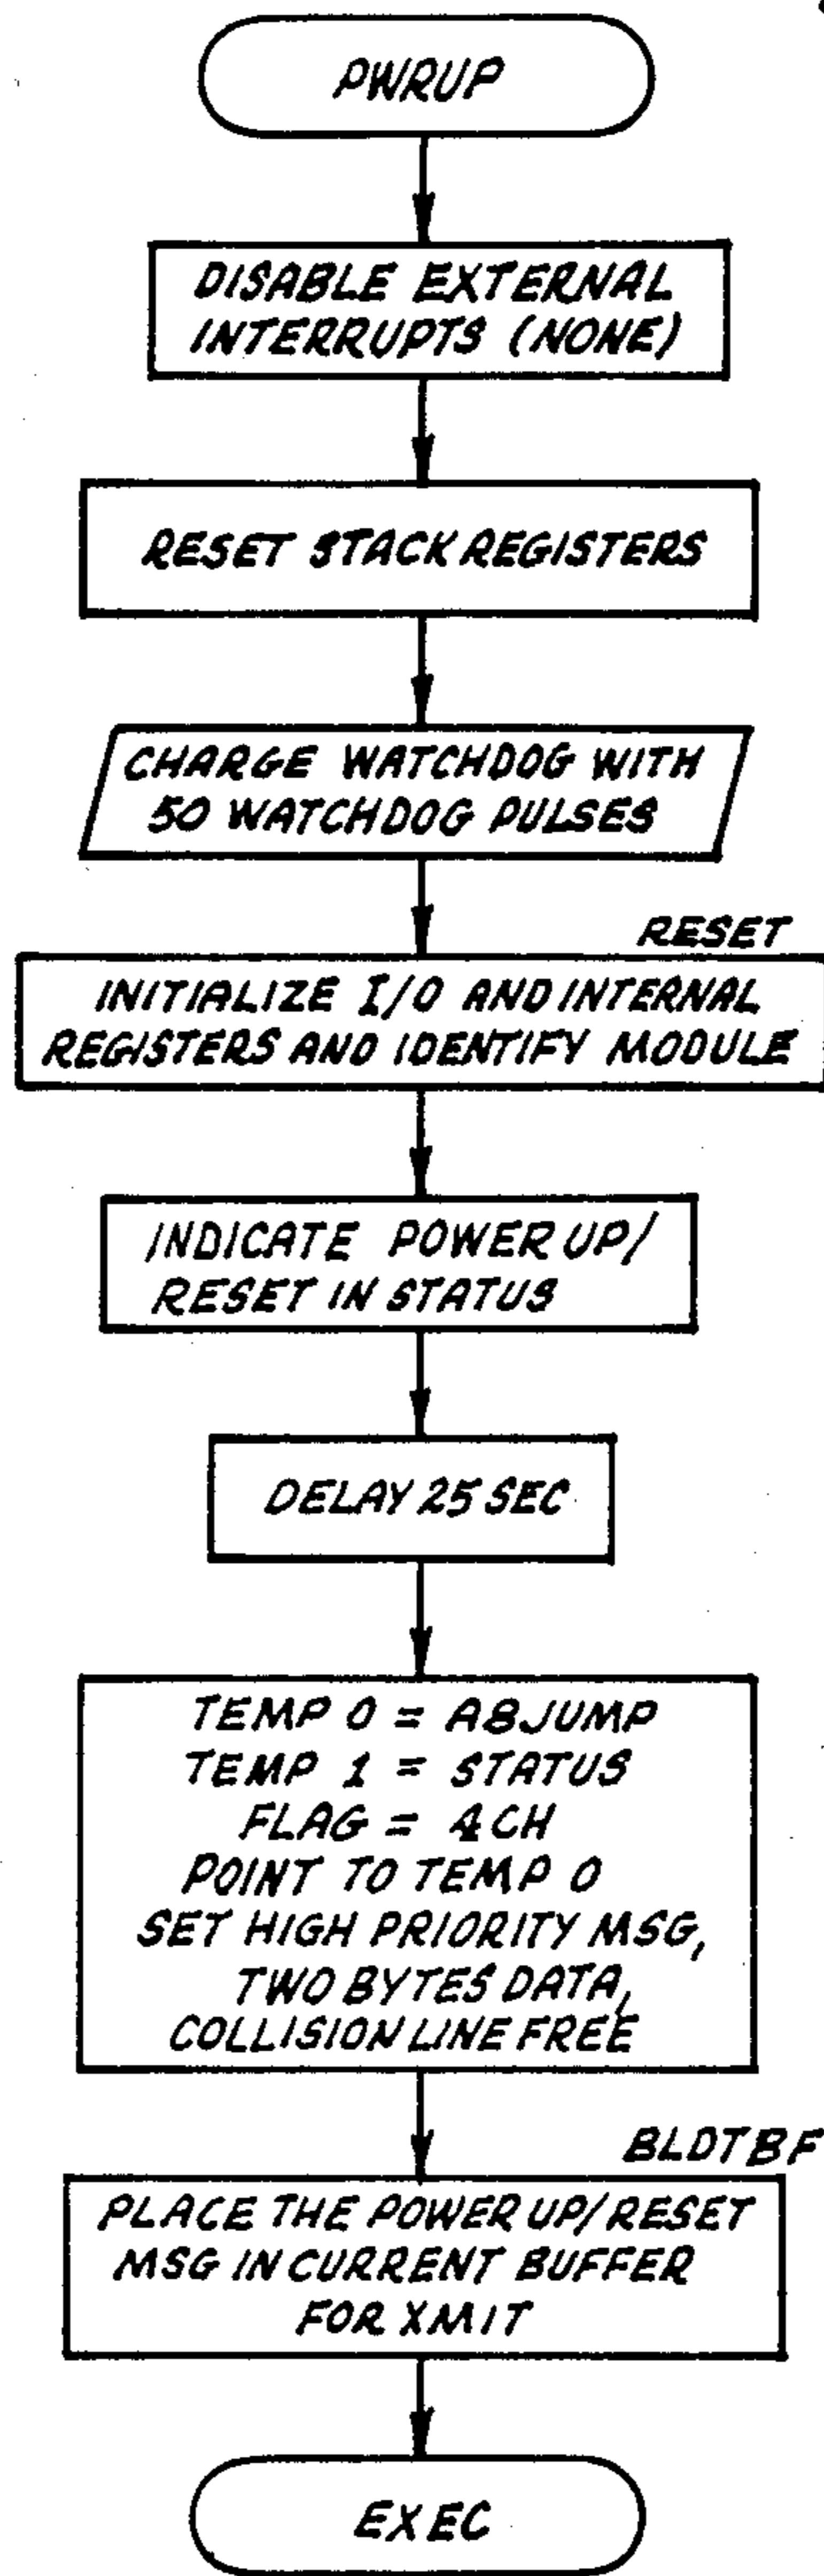 PWRUP
DISABLE EXTERNAL
INTERRUPTS (NONE)
RESET STACK REGISTERS
CHARGE WATCHDOG WITH
50 WATCHDOG PULSES
RESET
INITIALIZE I/O AND INTERNAL
REGISTERS AND IDENTIFY MODULE
INDICATE POWER UP/
RESET IN STATUS
DELAY 25 SEC
TEMP 0 = ABJUMP
TEMP 1 = STATUS
FLAG = 4CH
POINT TO TEMP 0
SET HIGH PRIORITY MSG,
TWO BYTES DATA,
COLLISION LINE FREE
BLDTBF
PLACE THE POWER UP/RESET
MSG IN CURRENT BUFFER
FOR XMIT
EXEC